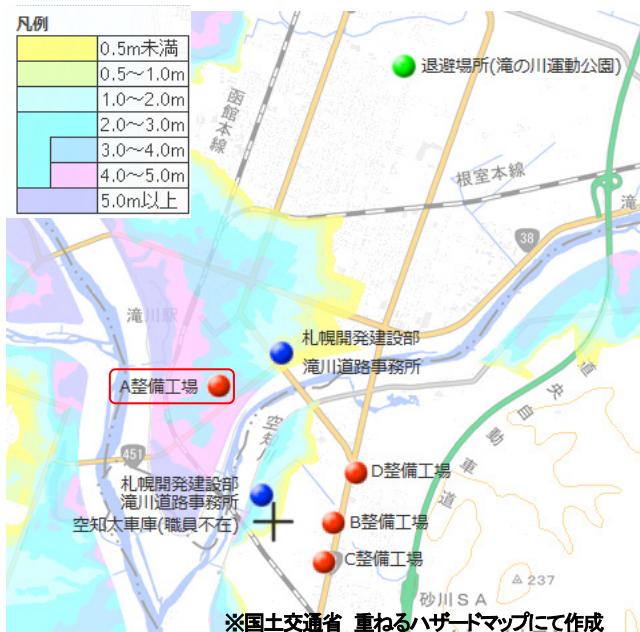 凡例
0.5m未満
0.5～1.0m
1.0～2.0m
2.0～3.0m
3.0～4.0m
4.0～5.0m
5.0m以上
退避場所(滝の川運動公園)
函館本線
根室本線
滝
38
滝川駅
札幌開発建設部
滝川道路事務所
A整備工場
空知川
道央自動車道
451
札幌開発建設部
滝川道路事務所
空知太車庫(職員不在)
D整備工場
B整備工場
C整備工場
237
砂川SA
※国土交通省 重ねるハザードマップにて作成